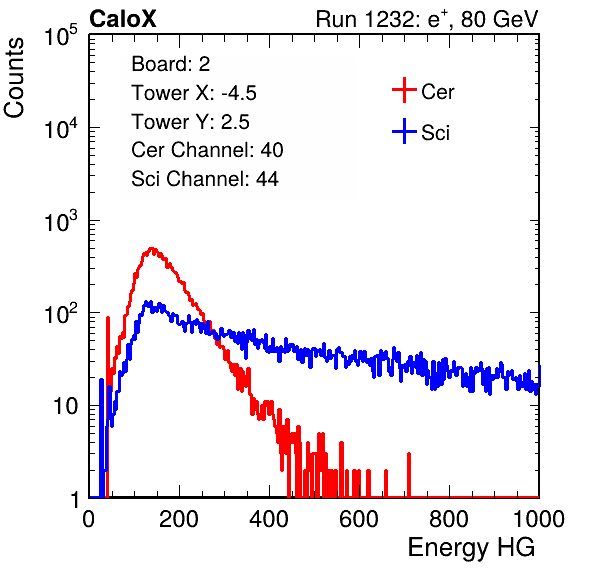 CaloX Run 1232: e⁺, 80 GeV
Counts
10⁵
10⁴
10³
10²
10
1
Board: 2
Tower X: -4.5
Tower Y: 2.5
Cer Channel: 40
Sci Channel: 44
Cer
Sci
0 200 400 600 800 1000
Energy HG